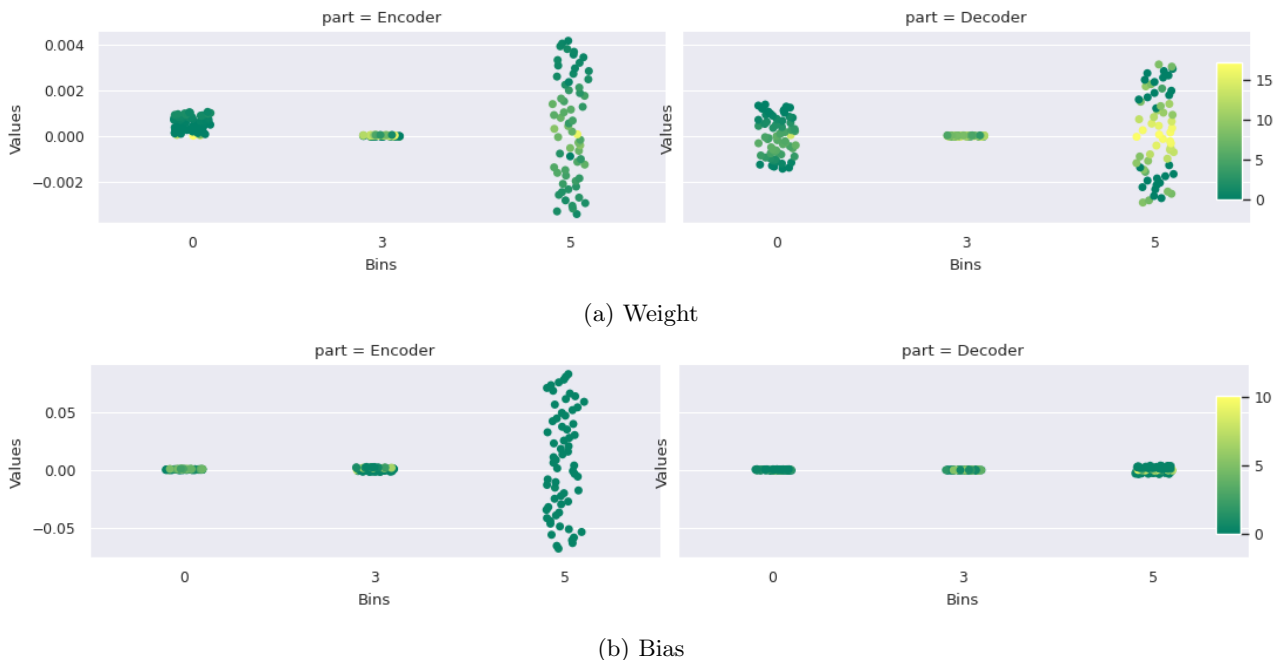 part = Encoder
part = Decoder
0.004
0.002
0.000
−0.002
Values
Values
15
10
5
0
0
3
5
0
3
5
Bins
Bins
(a) Weight
part = Encoder
part = Decoder
0.05
0.00
−0.05
Values
Values
10
5
0
0
3
5
0
3
5
Bins
Bins
(b) Bias